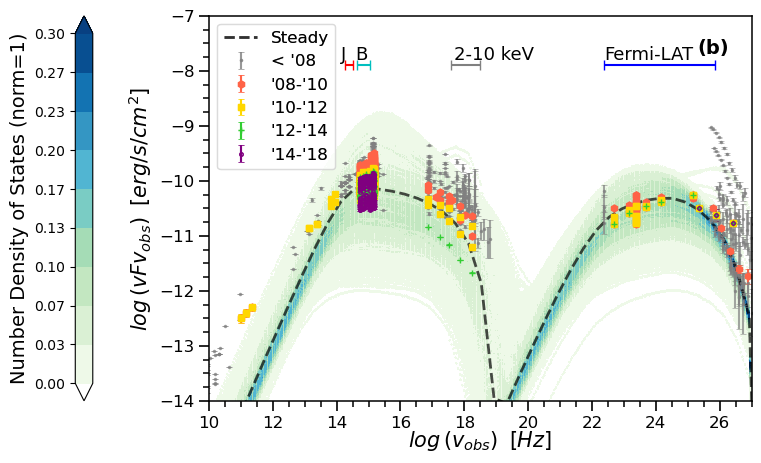 Number Density of States (norm=1)
0.30
0.27
0.23
0.20
0.17
0.13
0.10
0.07
0.03
0.00
log (νFν_obs) [erg/s/cm²]
−7
−8
−9
−10
−11
−12
−13
−14
Steady
< '08
'08-'10
'10-'12
'12-'14
'14-'18
J B
2-10 keV
Fermi-LAT
(b)
10 12 14 16 18 20 22 24 26
log (ν_obs) [Hz]